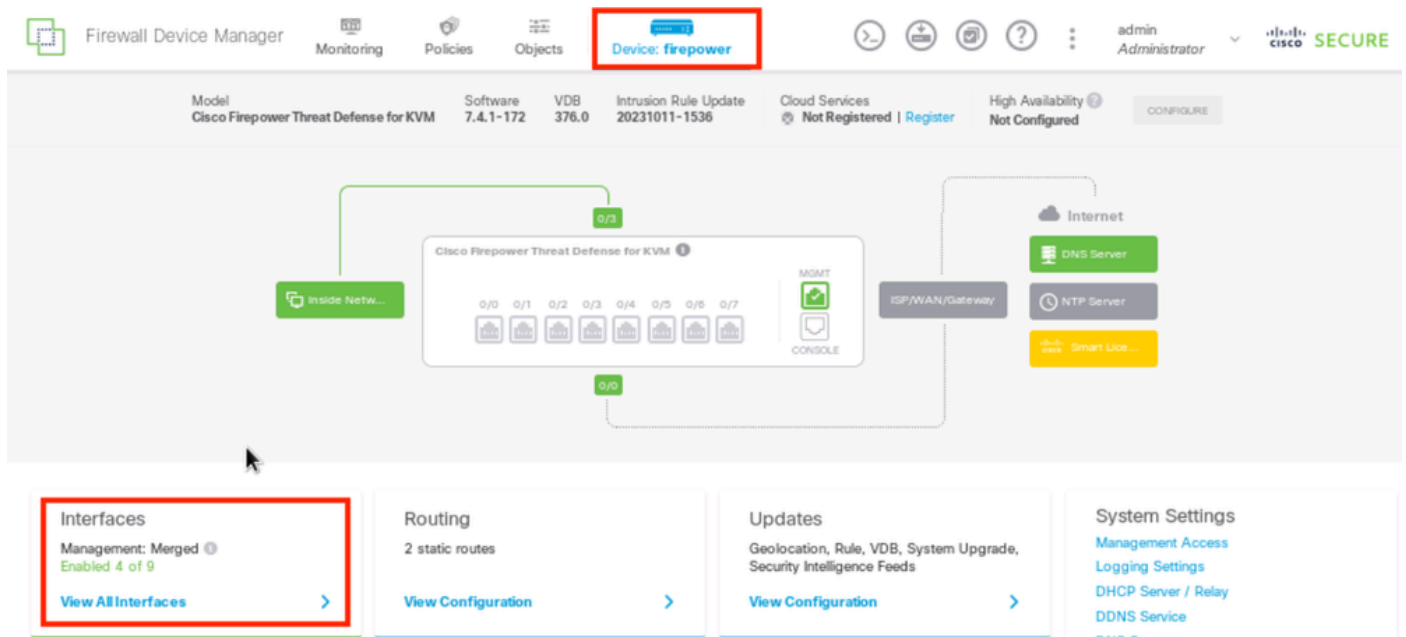 Firewall Device Manager
Monitoring
Policies
Objects
Device: firepower
admin
Administrator
cisco SECURE
Model
Cisco Firepower Threat Defense for KVM
Software
7.4.1-172
VDB
376.0
Intrusion Rule Update
20231011-1536
Cloud Services
Not Registered | Register
High Availability
Not Configured
CONFIGURE
0/3
Internet
Cisco Firepower Threat Defense for KVM
DNS Server
MGMT
Inside Netw...
0/0 0/1 0/2 0/3 0/4 0/5 0/6 0/7
ISP/WAN/Gateway
NTP Server
CONSOLE
cisco Smart Lice...
0/0
Interfaces
Management: Merged
Enabled 4 of 9
View All Interfaces
Routing
2 static routes
View Configuration
Updates
Geolocation, Rule, VDB, System Upgrade,
Security Intelligence Feeds
View Configuration
System Settings
Management Access
Logging Settings
DHCP Server / Relay
DDNS Service